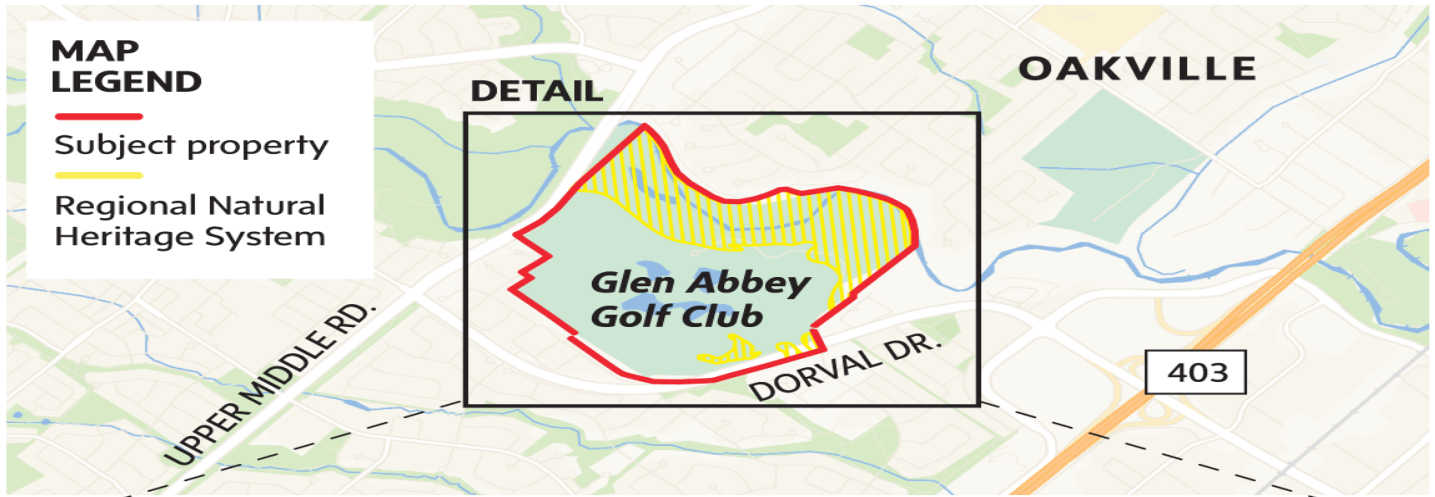 MAP
LEGEND
Subject property
Regional Natural
Heritage System
DETAIL
OAKVILLE
Glen Abbey
Golf Club
UPPER MIDDLE RD.
DORVAL DR.
403